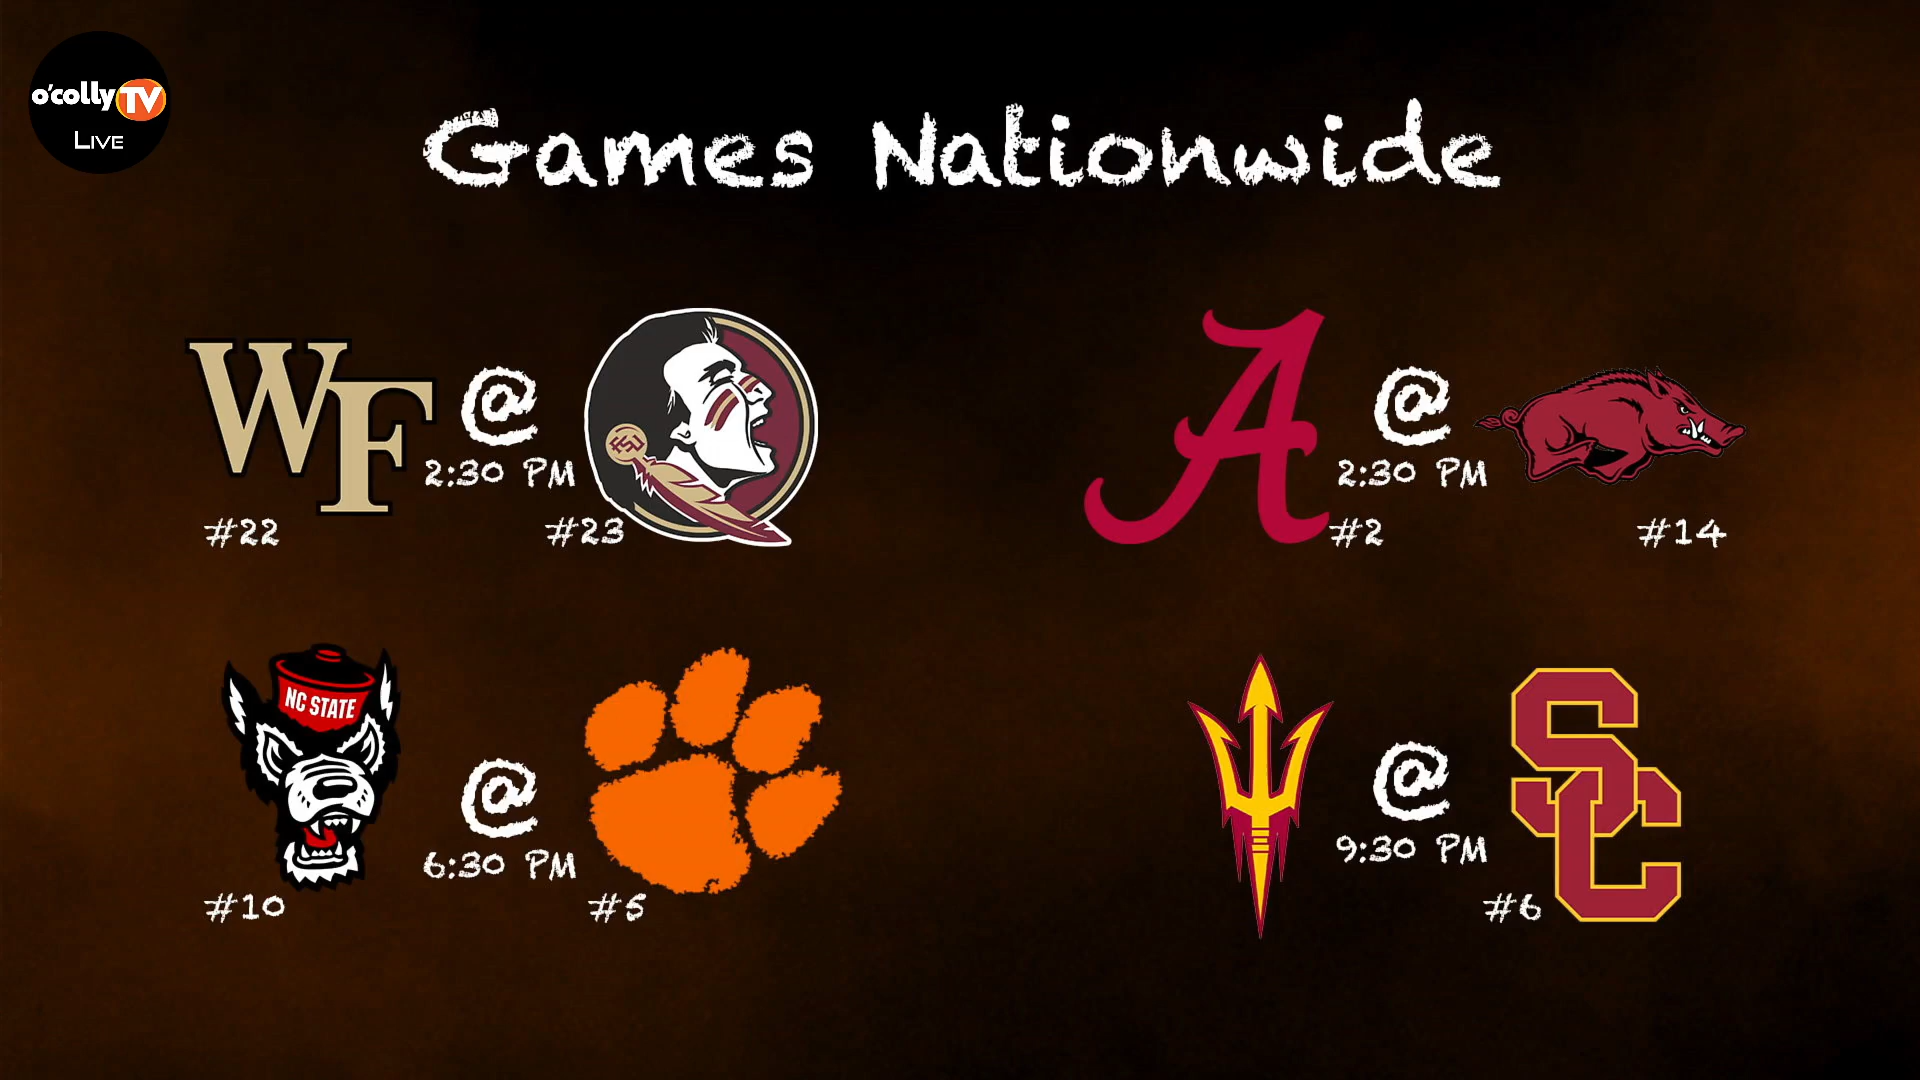 o'colly TV
LIVE
Games Nationwide
WF
@
2:30 PM
#22
FSU
#23
A
@
2:30 PM
#2
#14
NC STATE
@
6:30 PM
#10
#5
@
9:30 PM
SC
#6